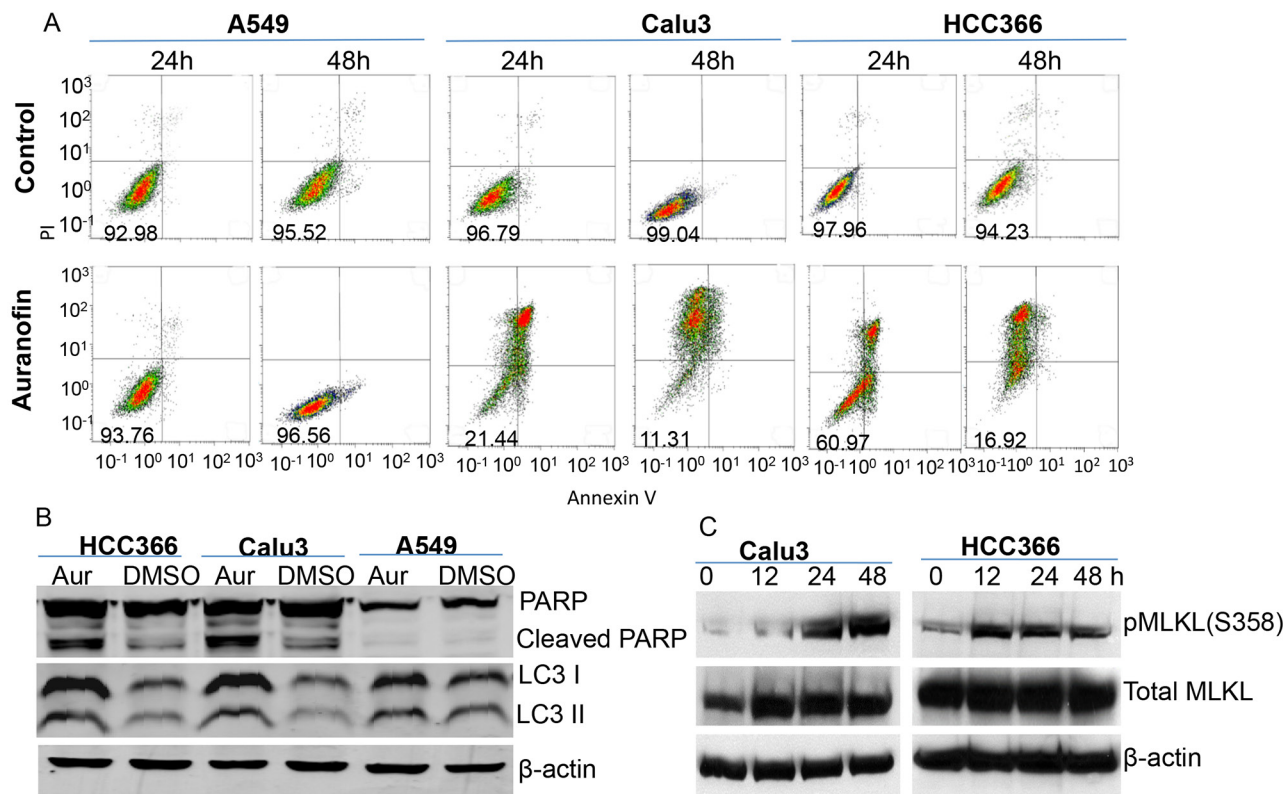 A
A549 Calu3 HCC366
24h 48h 24h 48h 24h 48h
Control
10³
10²
10¹
10⁰
10⁻¹
PI
92.98 95.52 96.79 99.04 97.96 94.23
Auranofin
10³
10²
10¹
10⁰
10⁻¹
93.76 96.56 21.44 11.31 60.97 16.92
10⁻¹ 10⁰ 10¹ 10² 10³ 10⁻¹ 10⁰ 10¹ 10² 10³ 10⁻¹ 10⁰ 10¹ 10² 10³ 10⁻¹ 10⁰ 10¹ 10² 10³ 10⁻¹ 10⁰ 10¹ 10² 10³ 10⁻¹ 10⁰ 10¹ 10² 10³
Annexin V
B
HCC366 Calu3 A549
Aur DMSO Aur DMSO Aur DMSO
PARP
Cleaved PARP
LC3 I
LC3 II
β-actin
C
Calu3 HCC366
0 12 24 48 0 12 24 48 h
pMLKL(S358)
Total MLKL
β-actin